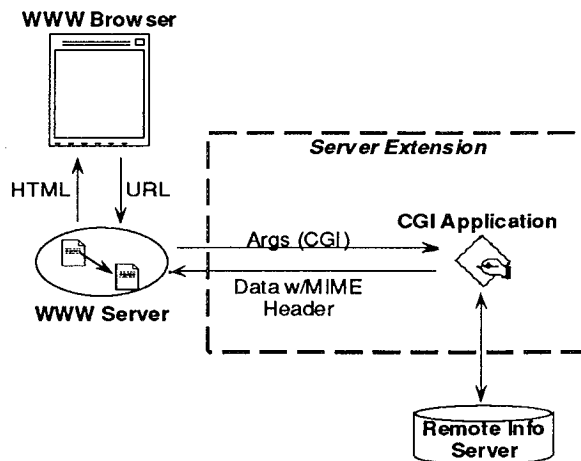 WWW Browser
HTML
URL
Server Extension
CGI Application
Args (CGI)
Data w/MIME
Header
WWW Server
Remote Info
Server